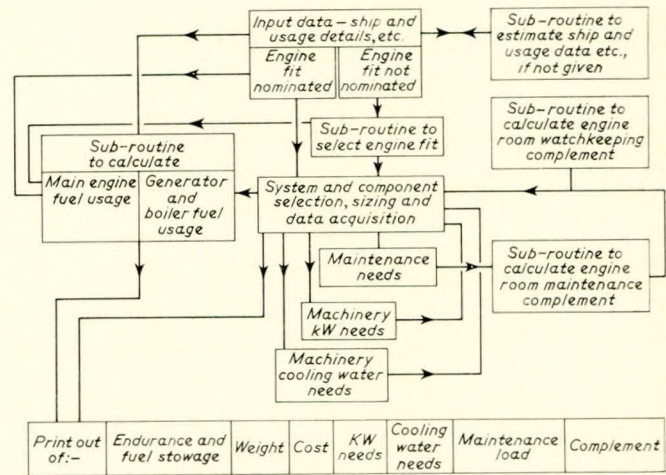 Input data – ship and
usage details, etc.
Engine
fit
nominated
Engine
fit not
nominated
Sub-routine to
estimate ship and
usage data etc.,
if not given
Sub-routine to
calculate engine
room watchkeeping
complement
Sub-routine to
select engine fit
Sub-routine
to calculate
Main engine
fuel usage
Generator
and
boiler fuel
usage
System and component
selection, sizing and
data acquisition
Maintenance
needs
Sub-routine to
calculate engine
room maintenance
complement
Machinery
kW needs
Machinery
cooling water
needs
Print out
of:–
Endurance and
fuel stowage
Weight
Cost
KW
needs
Cooling
water
needs
Maintenance
load
Complement